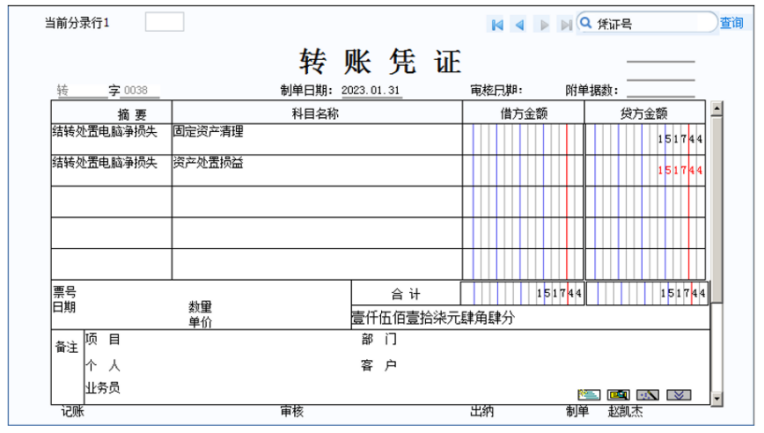 当前分录行1
凭证号 查询
转 账 凭 证
转 字 0038 制单日期： 2023.01.31 审核日期： 附单据数：
摘 要 科目名称 借方金额 贷方金额
结转处置电脑净损失 固定资产清理 151744
结转处置电脑净损失 资产处置损益 151744
票号
日期 数量
单价
合 计 151744 151744
壹仟伍佰壹拾柒元肆角肆分
备注 项 目 部 门
个 人 客 户
业务员
记账 审核 出纳 制单 赵凯杰